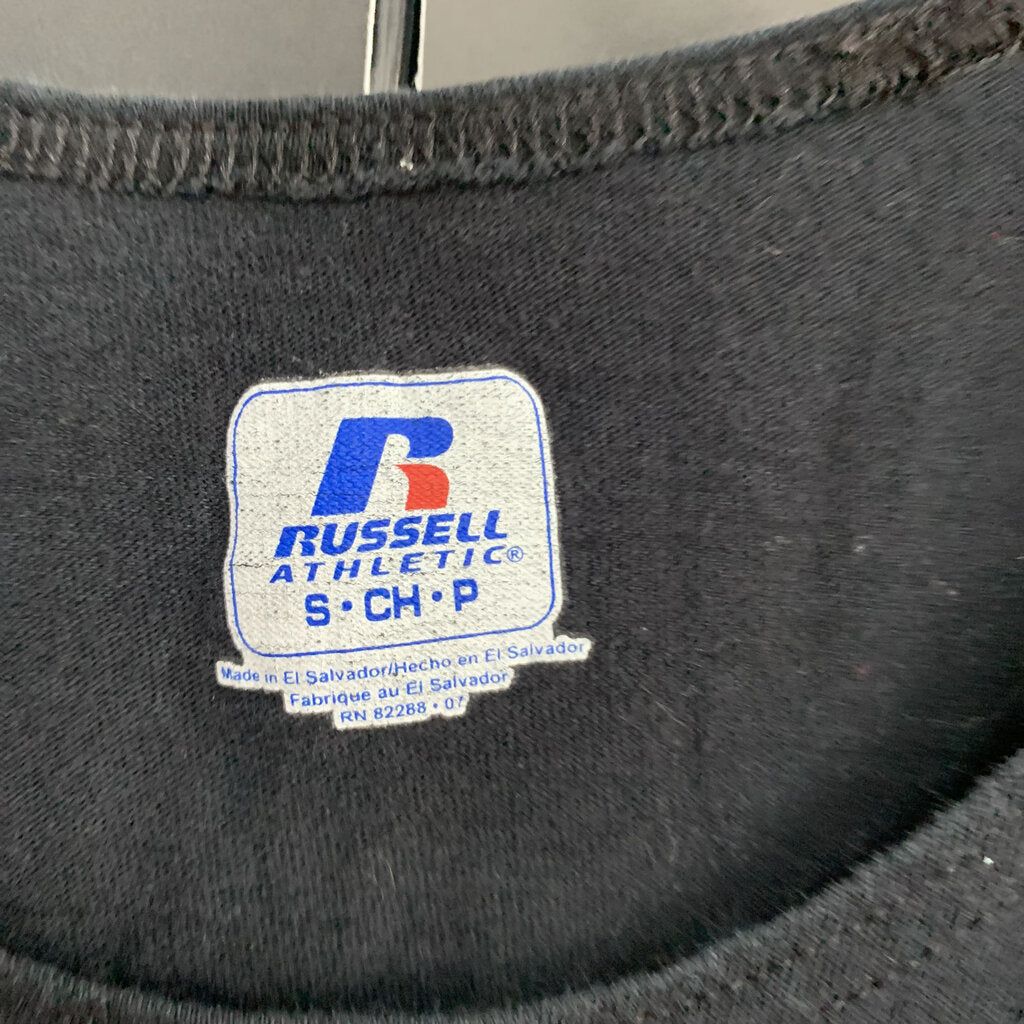 R
RUSSELL
ATHLETIC®
S • CH • P
Made in El Salvador/Hecho en El Salvador
Fabrique au El Salvador
RN 82288 • 07